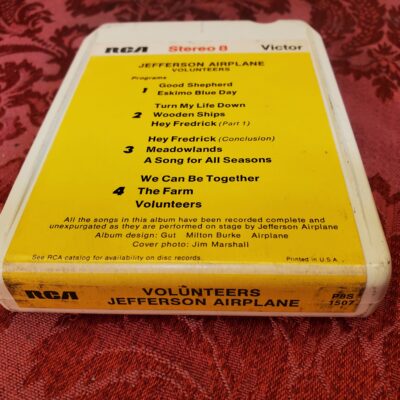 RCA Stereo 8 Victor
JEFFERSON AIRPLANE
VOLUNTEERS
Programs
1 Good Shepherd
Eskimo Blue Day
Turn My Life Down
2 Wooden Ships
Hey Fredrick (Part 1)
Hey Fredrick (Conclusion)
3 Meadowlands
A Song for All Seasons
We Can Be Together
4 The Farm
Volunteers
All the songs in this album have been recorded complete and
unexpurgated as they are performed on stage by Jefferson Airplane
Album design: Gut Milton Burke Airplane
Cover photo: Jim Marshall
See RCA catalog for availability on disc records. Printed in U.S.A.
RCA VOLUNTEERS P8S
JEFFERSON AIRPLANE 1507